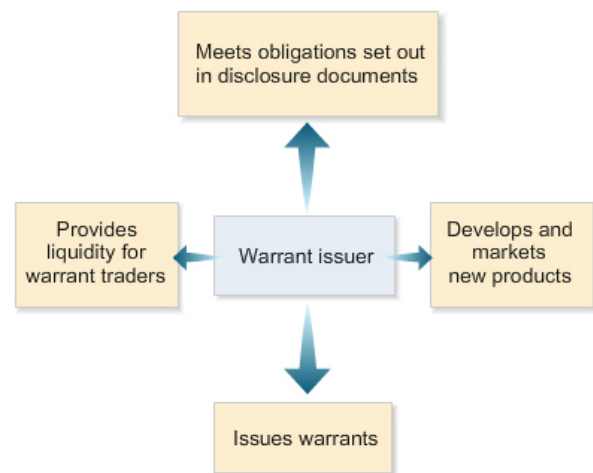 Meets obligations set out
in disclosure documents
Provides
liquidity for
warrant traders
Warrant issuer
Develops and
markets
new products
Issues warrants